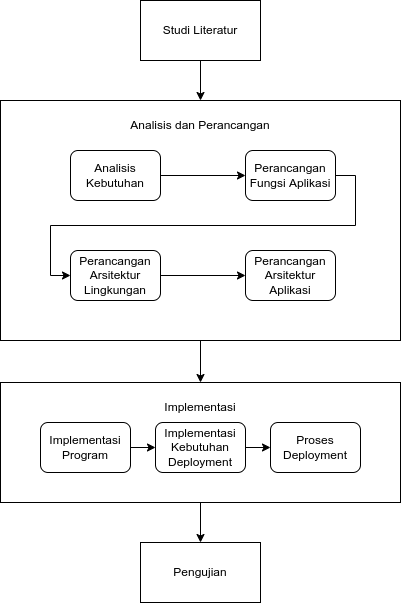 Studi Literatur
Analisis dan Perancangan
Analisis
Kebutuhan
Perancangan
Fungsi Aplikasi
Perancangan
Arsitektur
Lingkungan
Perancangan
Arsitektur
Aplikasi
Implementasi
Implementasi
Program
Implementasi
Kebutuhan
Deployment
Proses
Deployment
Pengujian